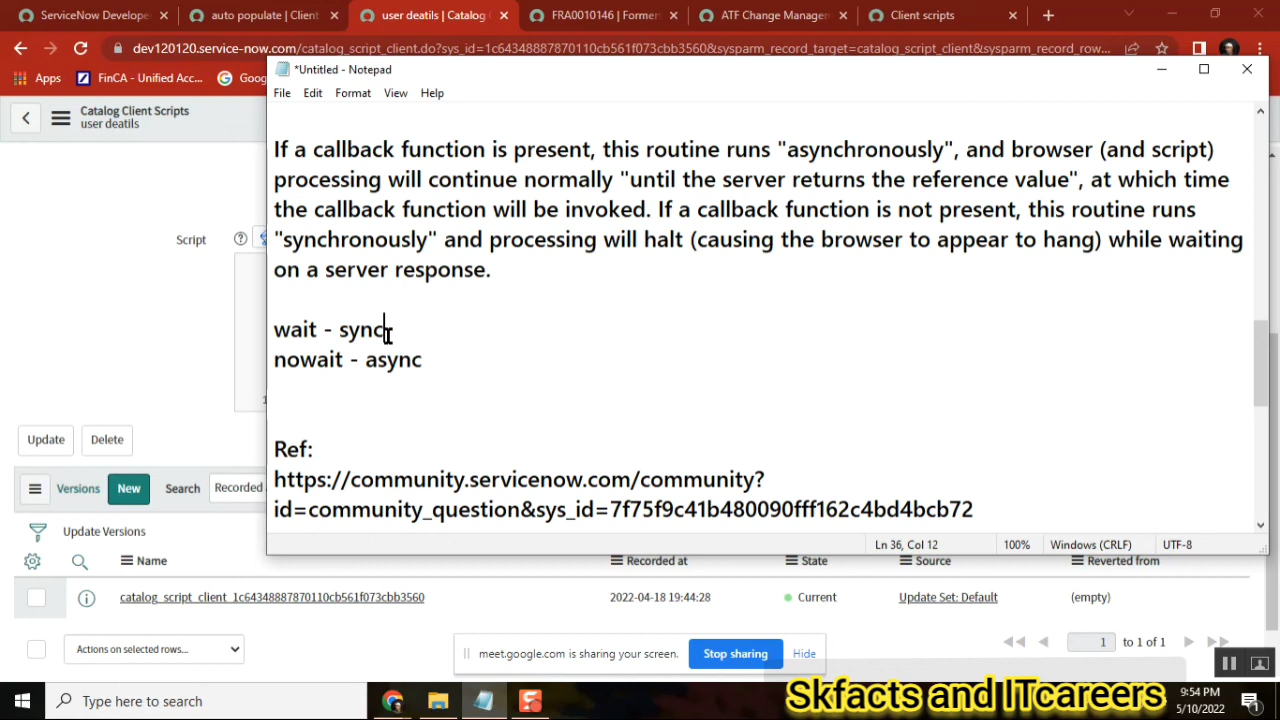 ServiceNow Develope
auto populate | Client
user deatils | Catalog
FRA0010146 | Former
ATF Change Managem
Client scripts
dev120120.service-now.com/catalog_script_client.do?sys_id=1c64348887870110cb561f073cbb3560&sysparm_record_target=catalog_script_client&sysparm_record_row...
Apps
FinCA - Unified Acc...
Goog
*Untitled - Notepad
File Edit Format View Help
Catalog Client Scripts
user deatils
If a callback function is present, this routine runs "asynchronously", and browser (and script)
processing will continue normally "until the server returns the reference value", at which time
the callback function will be invoked. If a callback function is not present, this routine runs
"synchronously" and processing will halt (causing the browser to appear to hang) while waiting
on a server response.
wait - sync
nowait - async
Ref:
https://community.servicenow.com/community?
id=community_question&sys_id=7f75f9c41b480090fff162c4bd4bcb72
Ln 36, Col 12
100%
Windows (CRLF)
UTF-8
Script
1
Update
Delete
Versions
New
Search
Recorded
Update Versions
Name
Recorded at
State
Source
Reverted from
catalog_script_client_1c64348887870110cb561f073cbb3560
2022-04-18 19:44:28
Current
Update Set: Default
(empty)
Actions on selected rows...
1 to 1 of 1
meet.google.com is sharing your screen.
Stop sharing
Hide
Skfacts and ITcareers
Type here to search
9:54 PM
5/10/2022
1